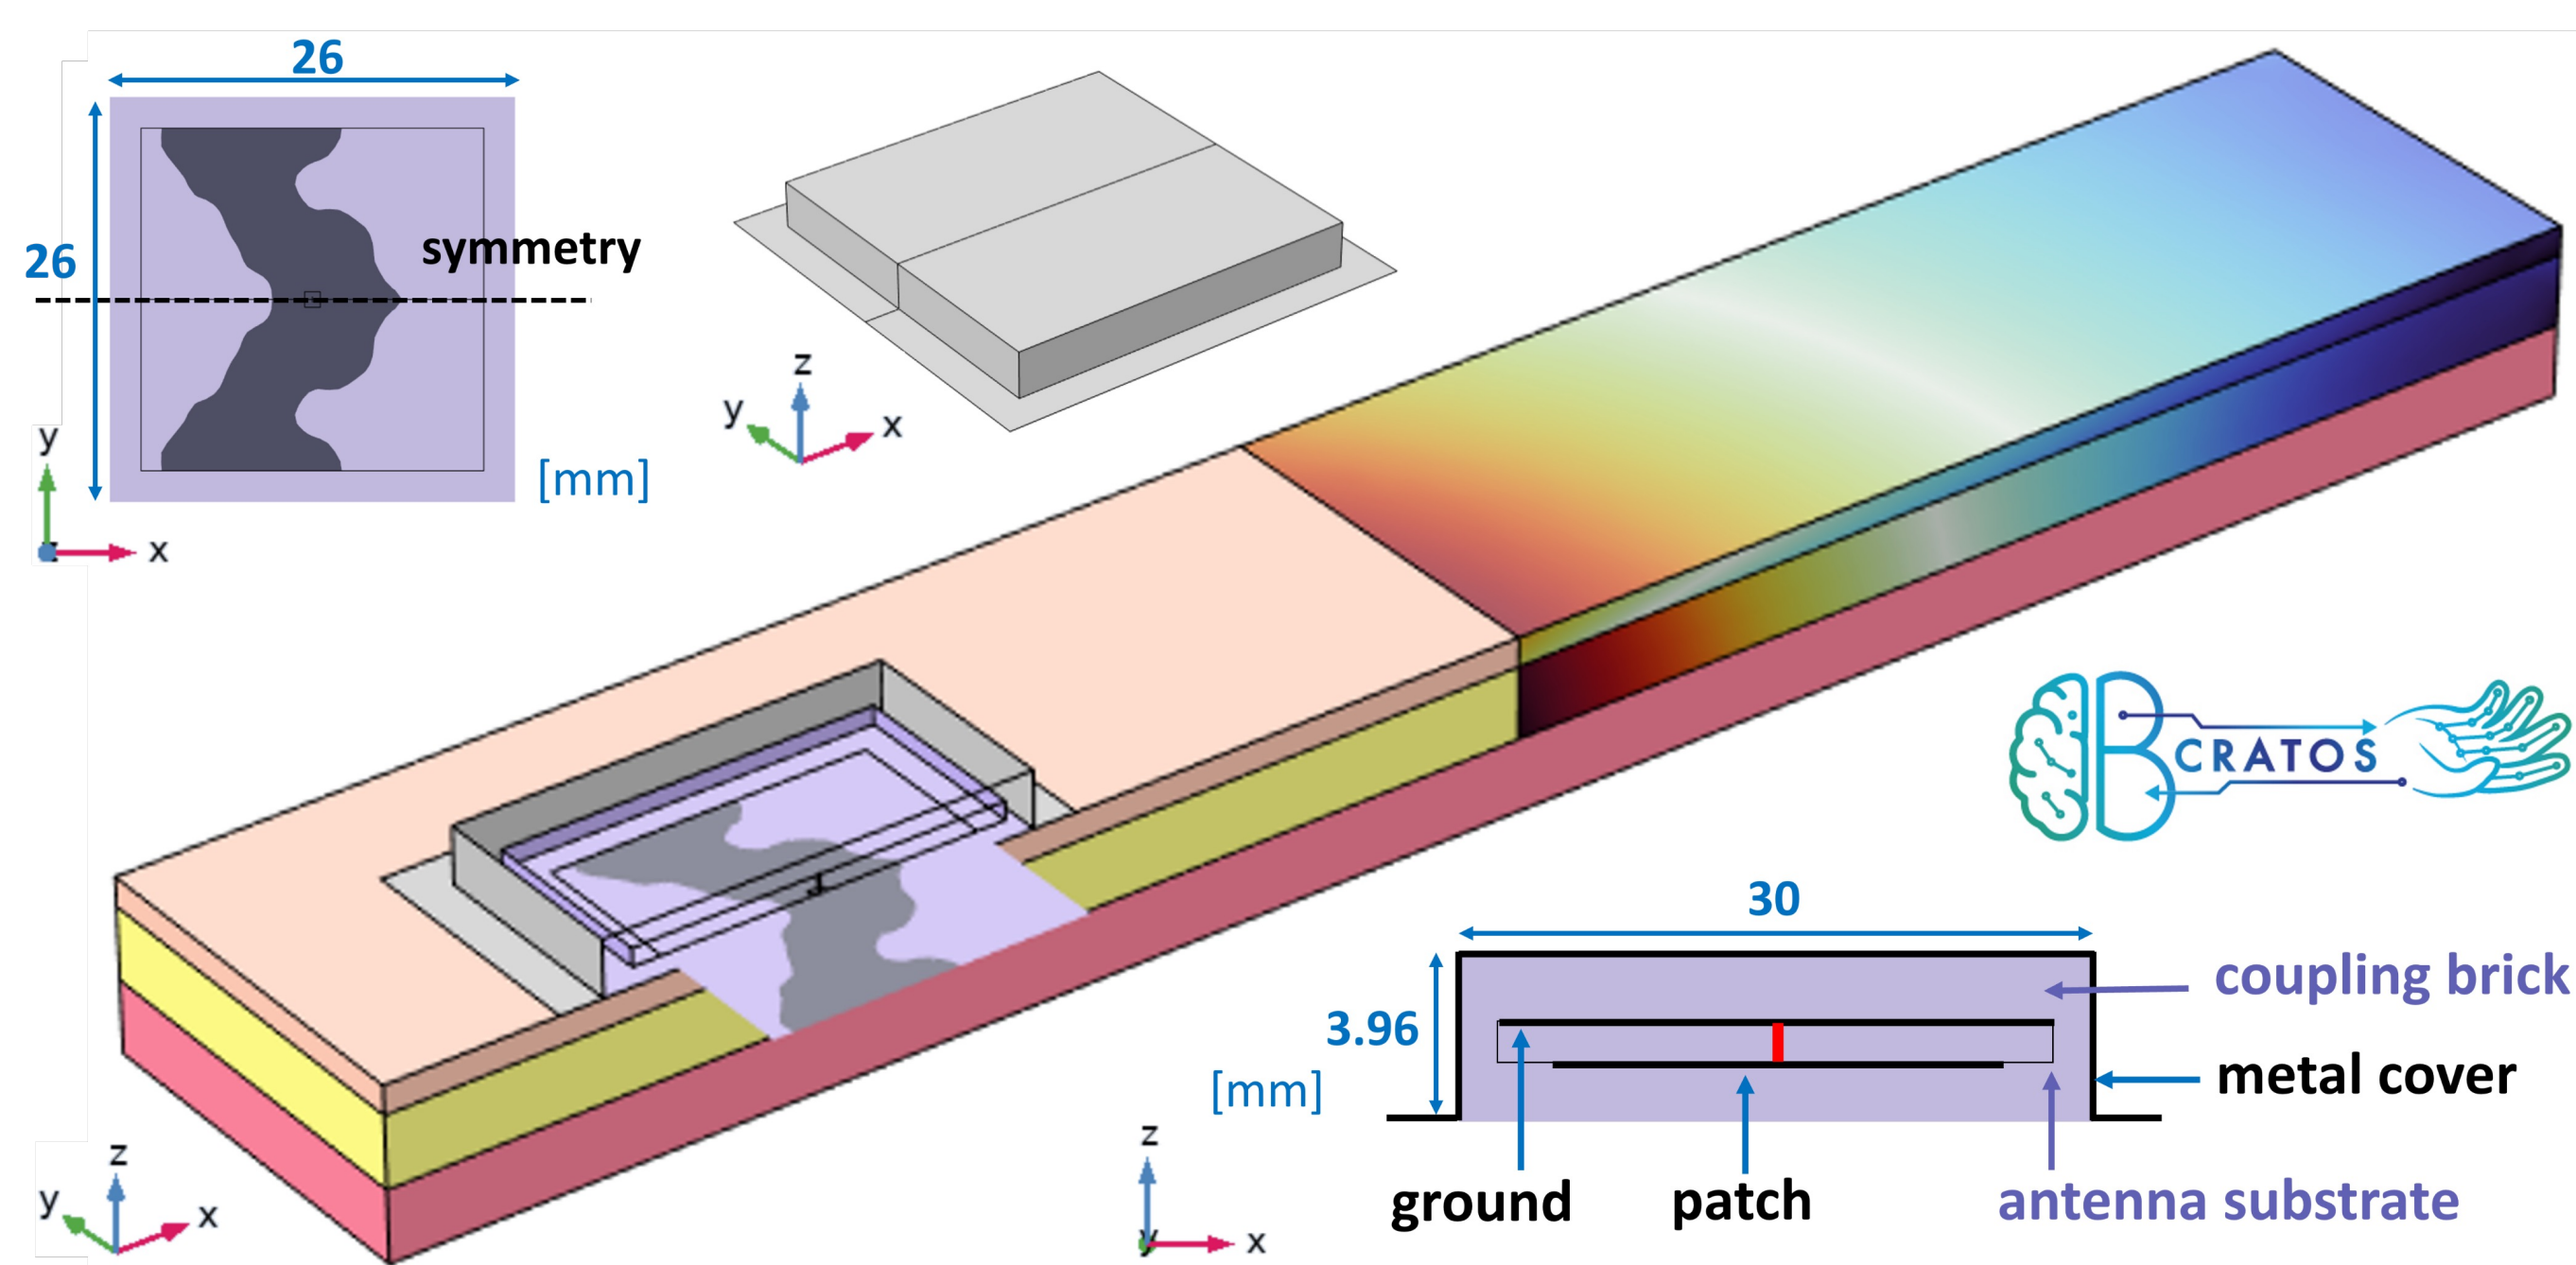 26
26
symmetry
[mm]
y
x
z
y
x
B
CRATOS
30
3.96
[mm]
coupling brick
metal cover
ground
patch
antenna substrate
z
y
x
z
y
x